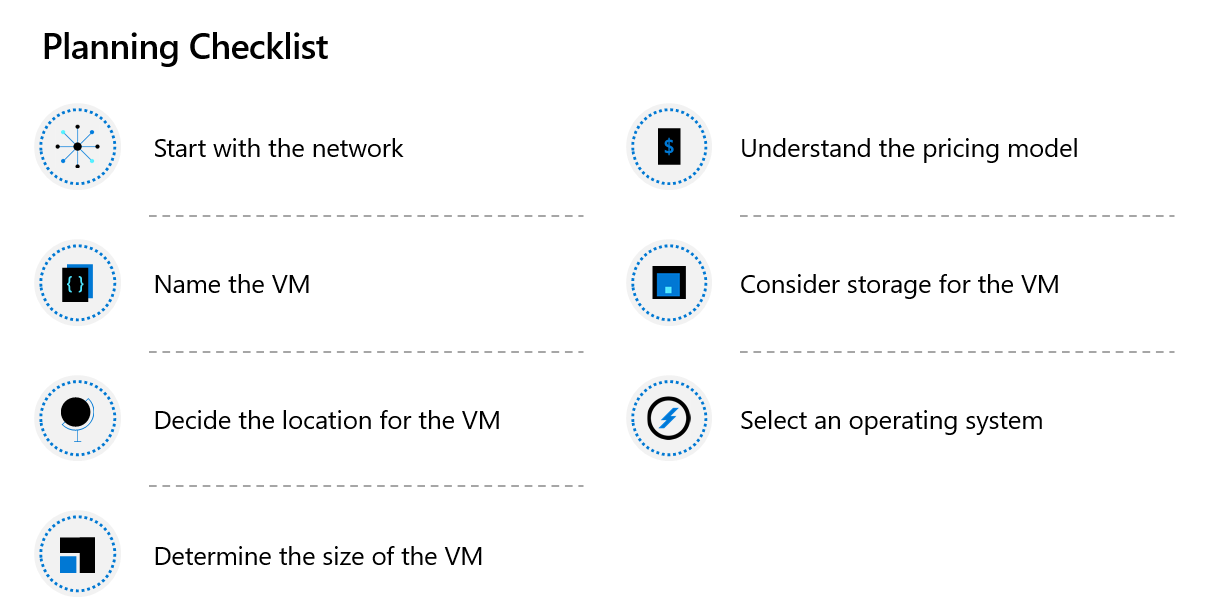 Planning Checklist
Start with the network
Name the VM
{ }
Decide the location for the VM
Determine the size of the VM
$
Understand the pricing model
Consider storage for the VM
Select an operating system